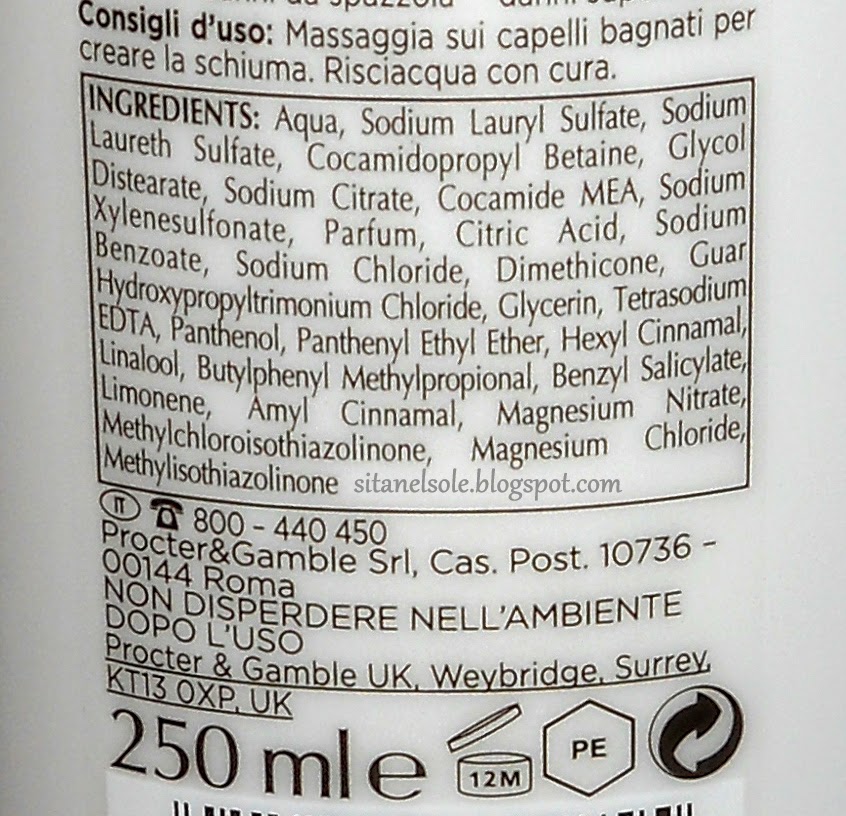 Consigli d'uso: Massaggia sui capelli bagnati per
creare la schiuma. Risciacqua con cura.
INGREDIENTS: Aqua, Sodium Lauryl Sulfate, Sodium
Laureth Sulfate, Cocamidopropyl Betaine, Glycol
Distearate, Sodium Citrate, Cocamide MEA, Sodium
Xylenesulfonate, Parfum, Citric Acid, Sodium
Benzoate, Sodium Chloride, Dimethicone, Guar
Hydroxypropyltrimonium Chloride, Glycerin, Tetrasodium
EDTA, Panthenol, Panthenyl Ethyl Ether, Hexyl Cinnamal,
Linalool, Butylphenyl Methylpropional, Benzyl Salicylate,
Limonene, Amyl Cinnamal, Magnesium Nitrate,
Methylchloroisothiazolinone, Magnesium Chloride,
Methylisothiazolinone sitanelsole.blogspot.com
IT 800 - 440 450
Procter&Gamble Srl, Cas. Post. 10736 -
00144 Roma
NON DISPERDERE NELL'AMBIENTE
DOPO L'USO
Procter & Gamble UK, Weybridge, Surrey,
KT13 0XP, UK
250 ml e 12M PE